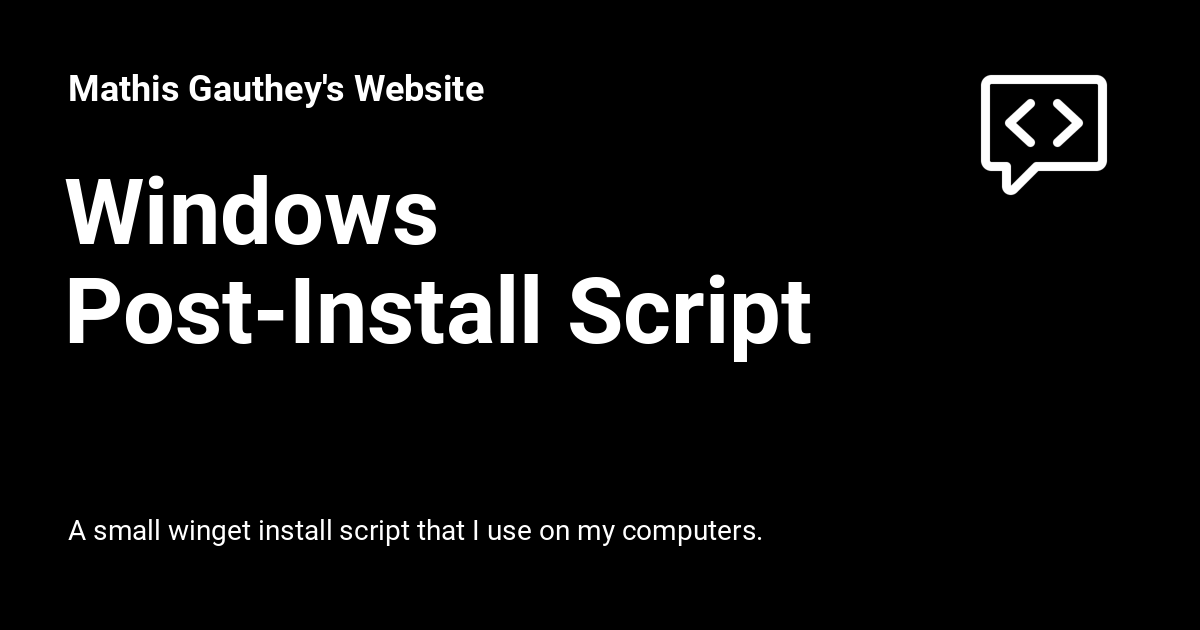 Mathis Gauthey's Website
Windows
Post-Install Script
A small winget install script that I use on my computers.